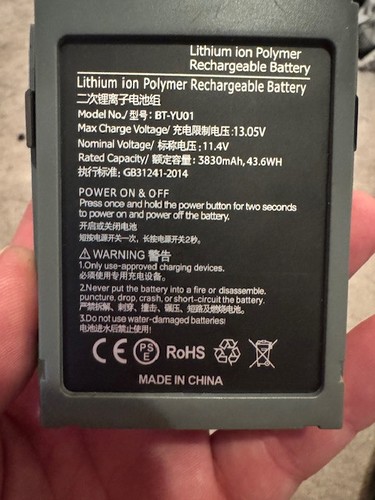 Lithium ion Polymer
Rechargeable Battery
Lithium ion Polymer Rechargeable Battery
二次锂离子电池组
Model No./ 型号: BT-YU01
Max Charge Voltage/ 充电限制电压:13.05V
Nominal Voltage/ 标称电压: 11.4V
Rated Capacity/ 额定容量: 3830mAh, 43.6WH
执行标准: GB31241-2014
POWER ON & OFF
Press once and hold the power button for two seconds
to power on and power off the battery.
开启或关闭电池
短按电源开关一次，长按电源开关2秒。
WARNING 警告
1.Only use-approved charging devices.
必须使用专用充电设备。
2.Never put the battery into a fire or disassemble,
puncture, drop, crash, or short-circuit the battery.
严禁拆解、刺穿、撞击、碾压、短路及燃烧电池。
3.Do not use water-damaged batteries!
电池进水后禁止使用!
CE PSE RoHS
MADE IN CHINA